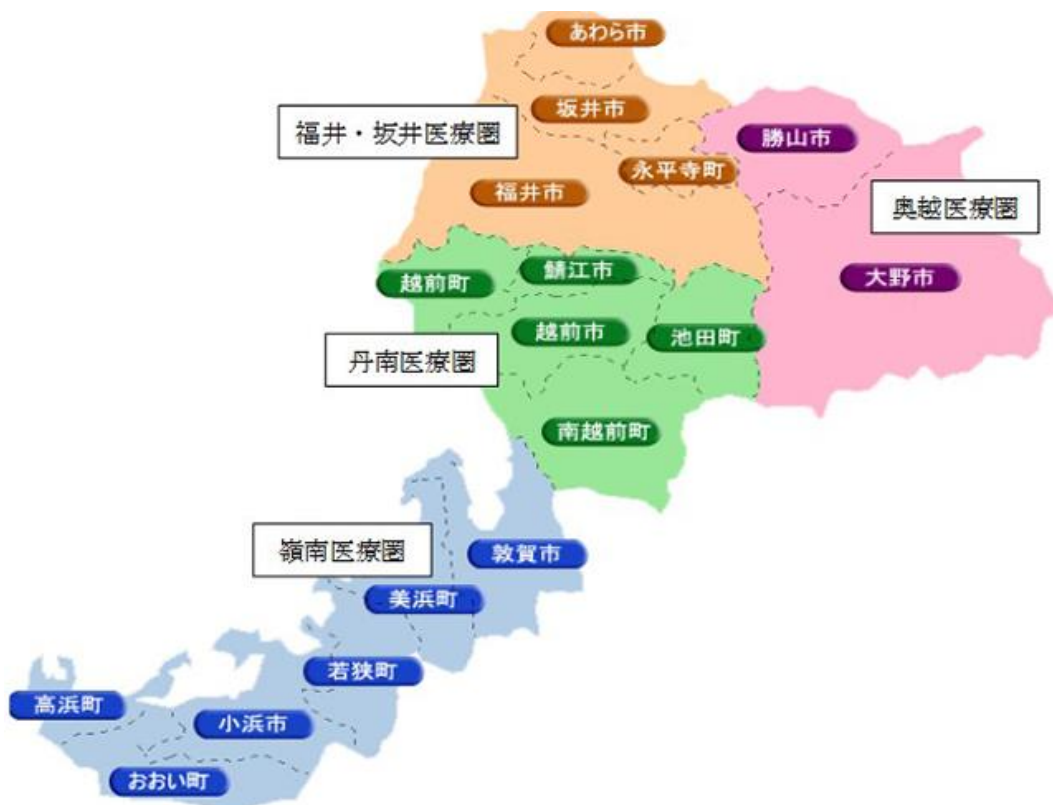 あわら市
坂井市
福井・坂井医療圏
勝山市
永平寺町
福井市
奥越医療圏
越前町
鯖江市
大野市
越前市
池田町
丹南医療圏
南越前町
嶺南医療圏
敦賀市
美浜町
若狭町
高浜町
小浜市
おおい町